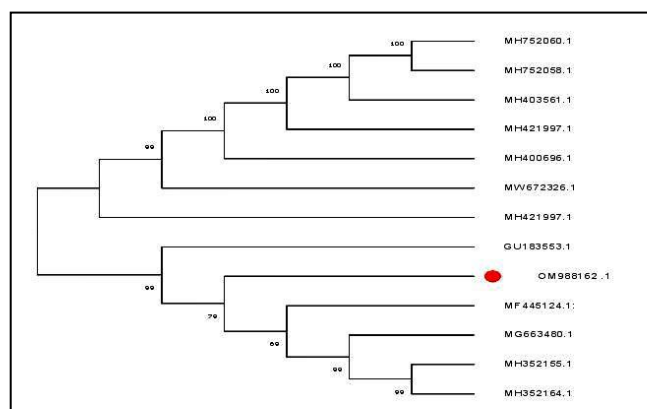 MH752060.1
100
MH752058.1
100
MH403561.1
100
MH421997.1
100
MH400696.1
99
MW672326.1
MH421997.1
GU183553.1
OM988162 .1
99
MF445124.1:
79
MG663480.1
69
MH352155.1
99
MH352164.1
99